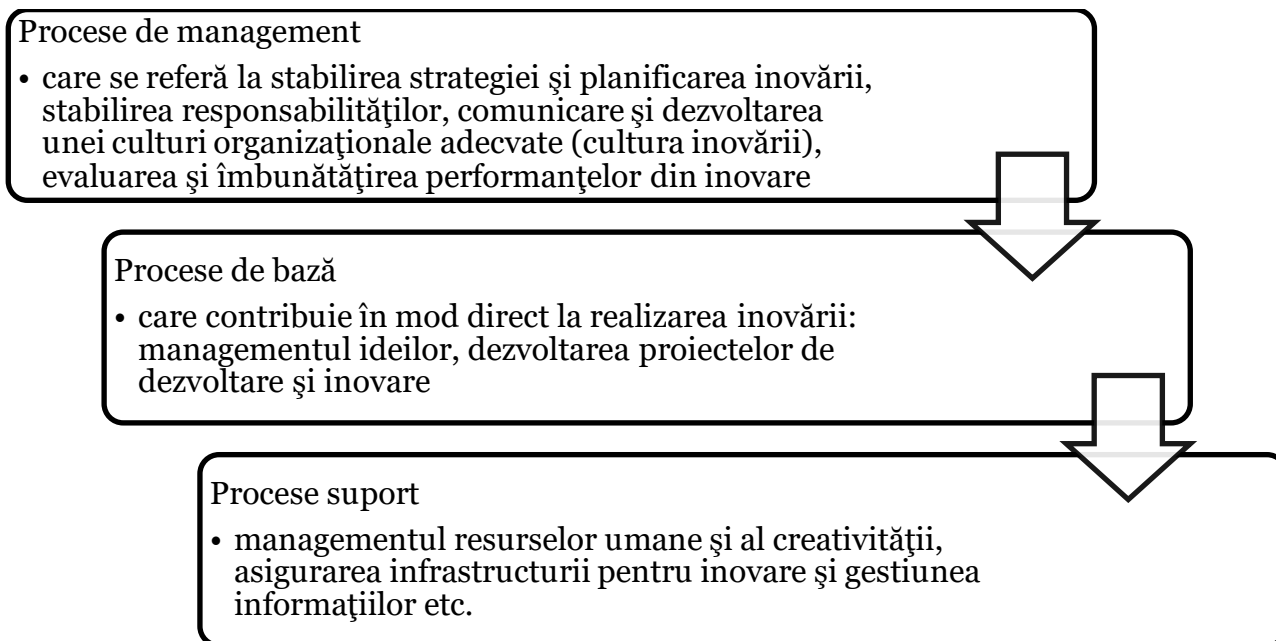 Procese de management
• care se referă la stabilirea strategiei şi planificarea inovării,
stabilirea responsabilităţilor, comunicare şi dezvoltarea
unei culturi organizaţionale adecvate (cultura inovării),
evaluarea şi îmbunătăţirea performanţelor din inovare
Procese de bază
• care contribuie în mod direct la realizarea inovării:
managementul ideilor, dezvoltarea proiectelor de
dezvoltare şi inovare
Procese suport
• managementul resurselor umane şi al creativităţii,
asigurarea infrastructurii pentru inovare şi gestiunea
informaţiilor etc.